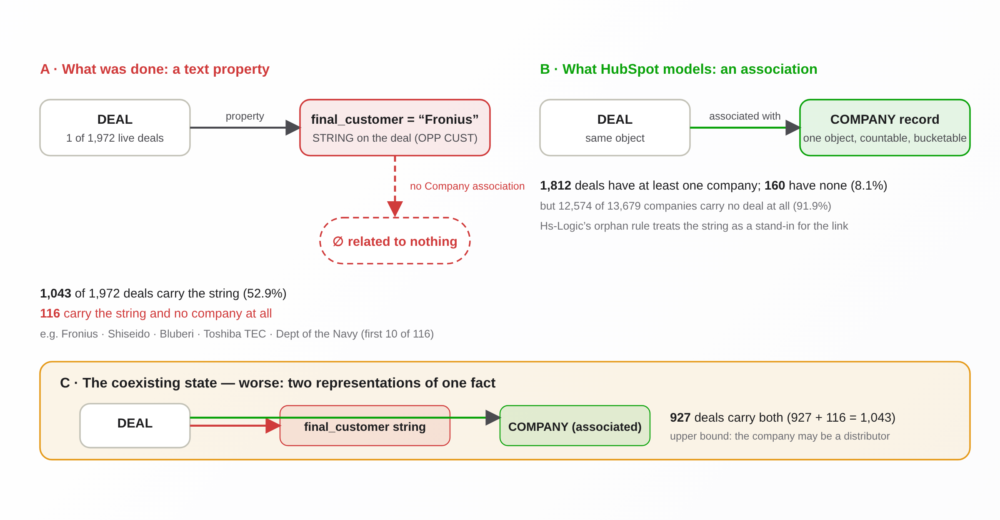 A · What was done: a text property
DEAL
1 of 1,972 live deals
property
final_customer = “Fronius”
STRING on the deal (OPP CUST)
no Company association
∅ related to nothing
1,043 of 1,972 deals carry the string (52.9%)
116 carry the string and no company at all
e.g. Fronius · Shiseido · Bluberi · Toshiba TEC · Dept of the Navy (first 10 of 116)
B · What HubSpot models: an association
DEAL
same object
associated with
COMPANY record
one object, countable, bucketable
1,812 deals have at least one company; 160 have none (8.1%)
but 12,574 of 13,679 companies carry no deal at all (91.9%)
Hs-Logic’s orphan rule treats the string as a stand-in for the link
C · The coexisting state — worse: two representations of one fact
DEAL
final_customer string
COMPANY (associated)
927 deals carry both (927 + 116 = 1,043)
upper bound: the company may be a distributor